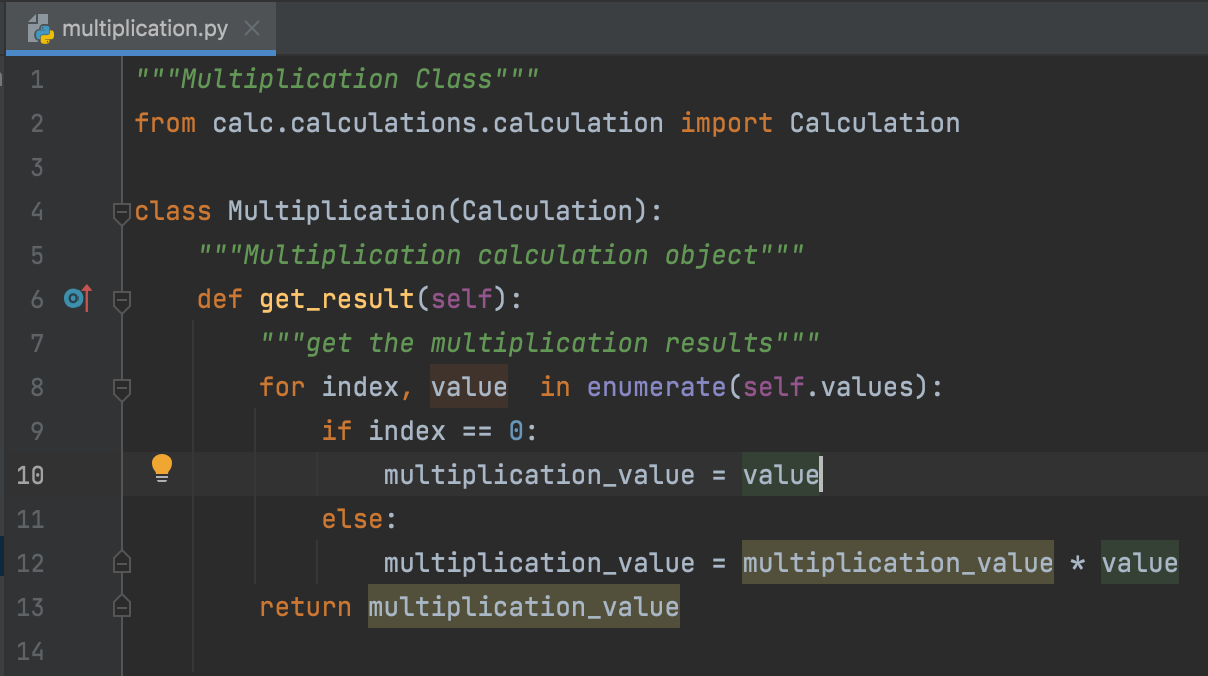 multiplication.py
1 """Multiplication Class"""
2 from calc.calculations.calculation import Calculation
3
4 class Multiplication(Calculation):
5     """Multiplication calculation object"""
6     def get_result(self):
7         """get the multiplication results"""
8         for index, value  in enumerate(self.values):
9             if index == 0:
10                 multiplication_value = value
11             else:
12                 multiplication_value = multiplication_value * value
13         return multiplication_value
14